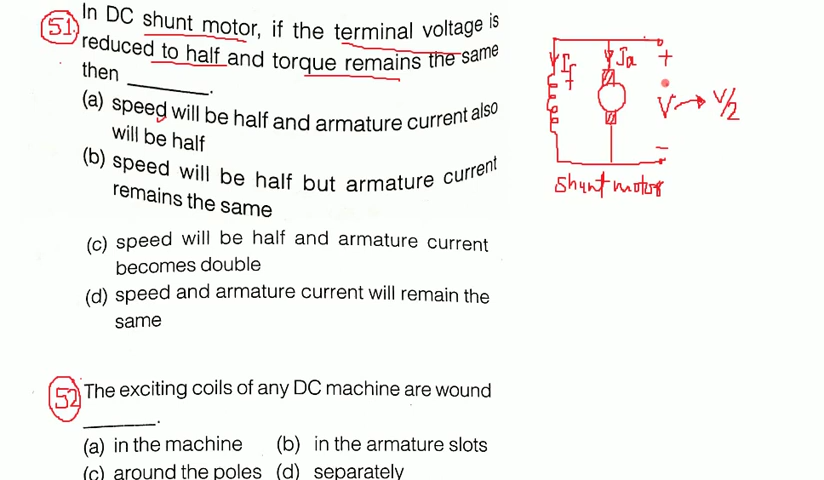 51.
In DC shunt motor, if the terminal voltage is
reduced to half and torque remains the same
then ________.
(a) speed will be half and armature current also
will be half
(b) speed will be half but armature current
remains the same
(c) speed will be half and armature current
becomes double
(d) speed and armature current will remain the
same
If Ia +
V → V/2
−
Shunt motor
52
The exciting coils of any DC machine are wound
________.
(a) in the machine (b) in the armature slots
(c) around the poles (d) separately